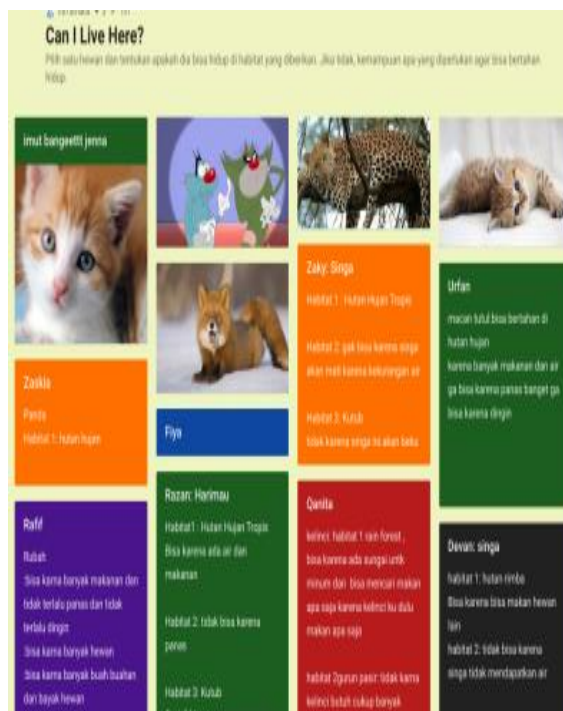 Can I Live Here?
Pilih satu hewan dan tentukan apakah dia bisa hidup di habitat yang diberikan. Jika tidak, kemampuan apa yang diperlukan agar bisa bertahan
hidup.
imut bangeettt jenna
Zaskia
Panda
Habitat 1: hutan hujan
Rafif
Rubah
:bisa karna banyak makanan dan
tidak terlalu panas dan tidak
terlalu dingin
:bisa karna banyak hewan
:bisa karna banyak buah buahan
dan bayak hewan
Fiya
Razan: Harimau
Habitat1 : Hutan Hujan Tropis
Bisa karena ada air dan
makanan
Habitat 2: tidak bisa karena
panas
Habitat 3: Kutub
Zaky: Singa
Habitat 1 : Hutan Hujan Tropis
Habitat 2: gak bisa karena singa
akan mati karena kekurangan air
Habitat 3: Kutub
tidak karena singa ni akan beku
Qanita
kelinci: habitat 1 rain forest ,
bisa karena ada sungai untk
minum dan bisa mencari makan
apa saja karena kelinci ku dulu
makan apa saja
habitat 2gurun pasir: tidak karna
kelinci butuh cukup banyak
Urfan
macan tutul bisa bertahan di
hutan hujan
karena banyak makanan dan air
ga bisa karena panas banget ga
bisa karena dingin
Devan: singa
habitat 1: hutan rimba
Bisa karena bisa makan hewan
lain
habitat 2: tidak bisa karena
singa tidak mendapatkan air